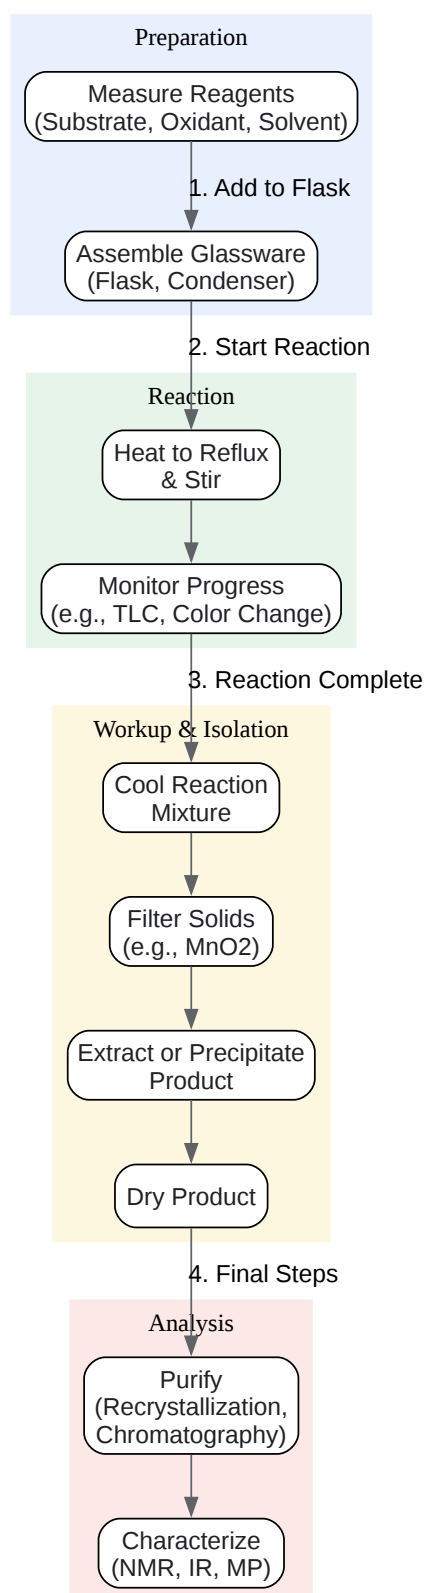 Preparation
Measure Reagents
(Substrate, Oxidant, Solvent)
1. Add to Flask
Assemble Glassware
(Flask, Condenser)
2. Start Reaction
Reaction
Heat to Reflux
& Stir
Monitor Progress
(e.g., TLC, Color Change)
3. Reaction Complete
Workup & Isolation
Cool Reaction
Mixture
Filter Solids
(e.g., MnO2)
Extract or Precipitate
Product
Dry Product
4. Final Steps
Analysis
Purify
(Recrystallization,
Chromatography)
Characterize
(NMR, IR, MP)